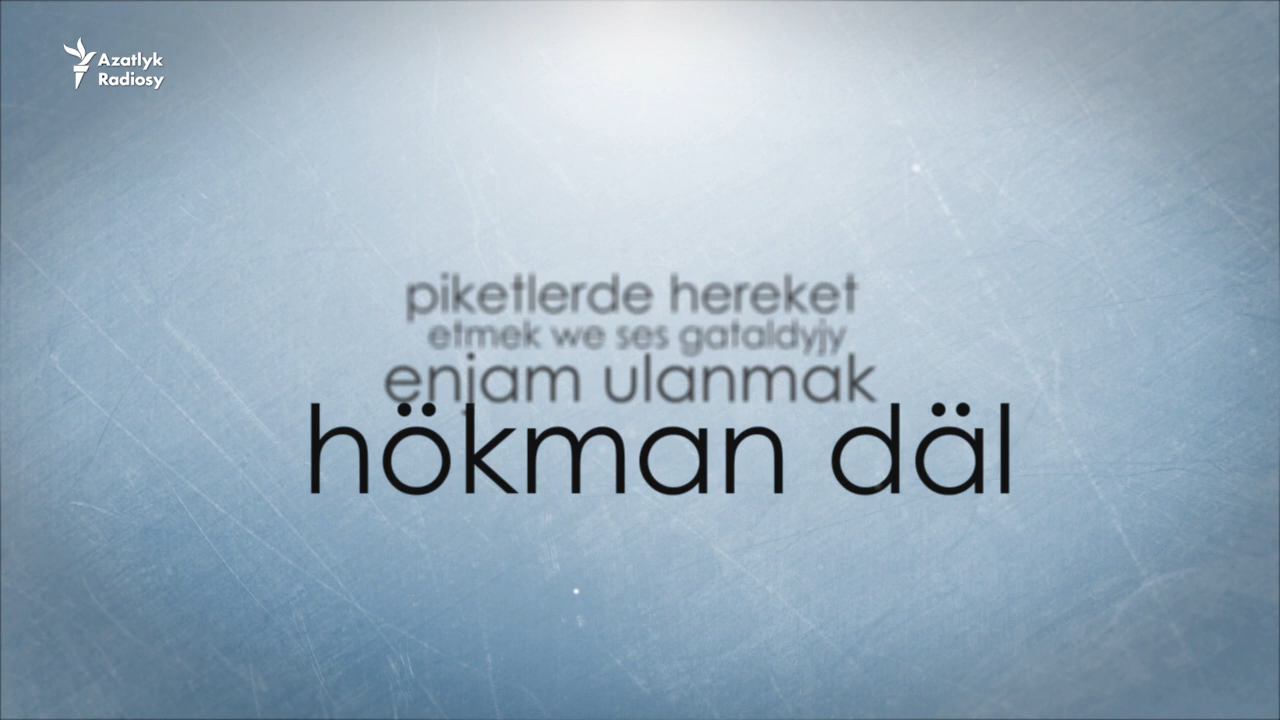 Azatlyk
Radiosy
piketlerde hereket
etmek we ses gataldyjy
enjam ulanmak
hökman däl